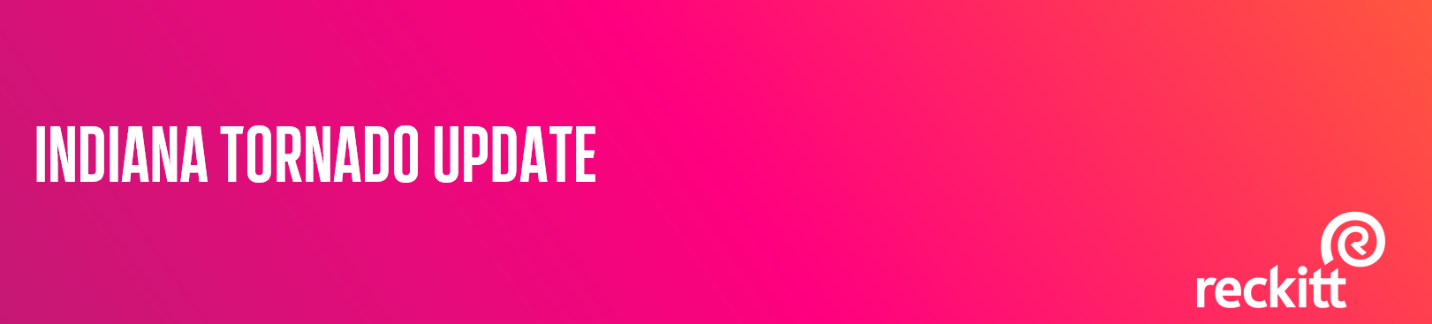 INDIANA TORNADO UPDATE
reckitt